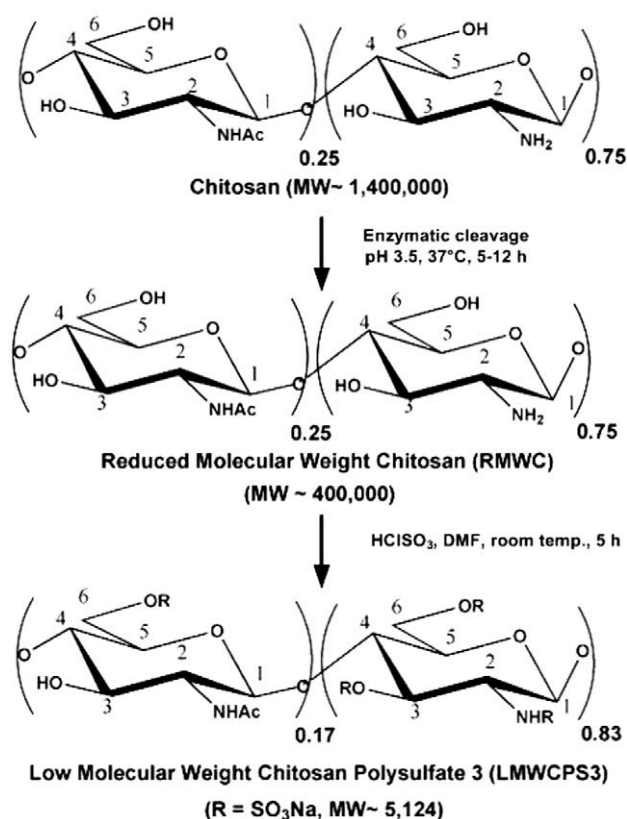 6
OH
4
5
O
O
HO
3
2
NHAc
1
O
0.25
6
OH
4
5
O
O
HO
3
2
NH2
1
0.75
Chitosan (MW~ 1,400,000)
Enzymatic cleavage
pH 3.5, 37°C, 5-12 h
6
OH
4
5
O
O
HO
3
2
NHAc
1
O
0.25
6
OH
4
5
O
O
HO
3
2
NH2
1
0.75
Reduced Molecular Weight Chitosan (RMWC)
(MW ~ 400,000)
HClSO3, DMF, room temp., 5 h
6
OR
4
5
O
O
HO
3
2
NHAc
1
O
0.17
6
OR
4
5
O
O
RO
3
2
NHR
1
0.83
Low Molecular Weight Chitosan Polysulfate 3 (LMWCPS3)
(R = SO3Na, MW~ 5,124)